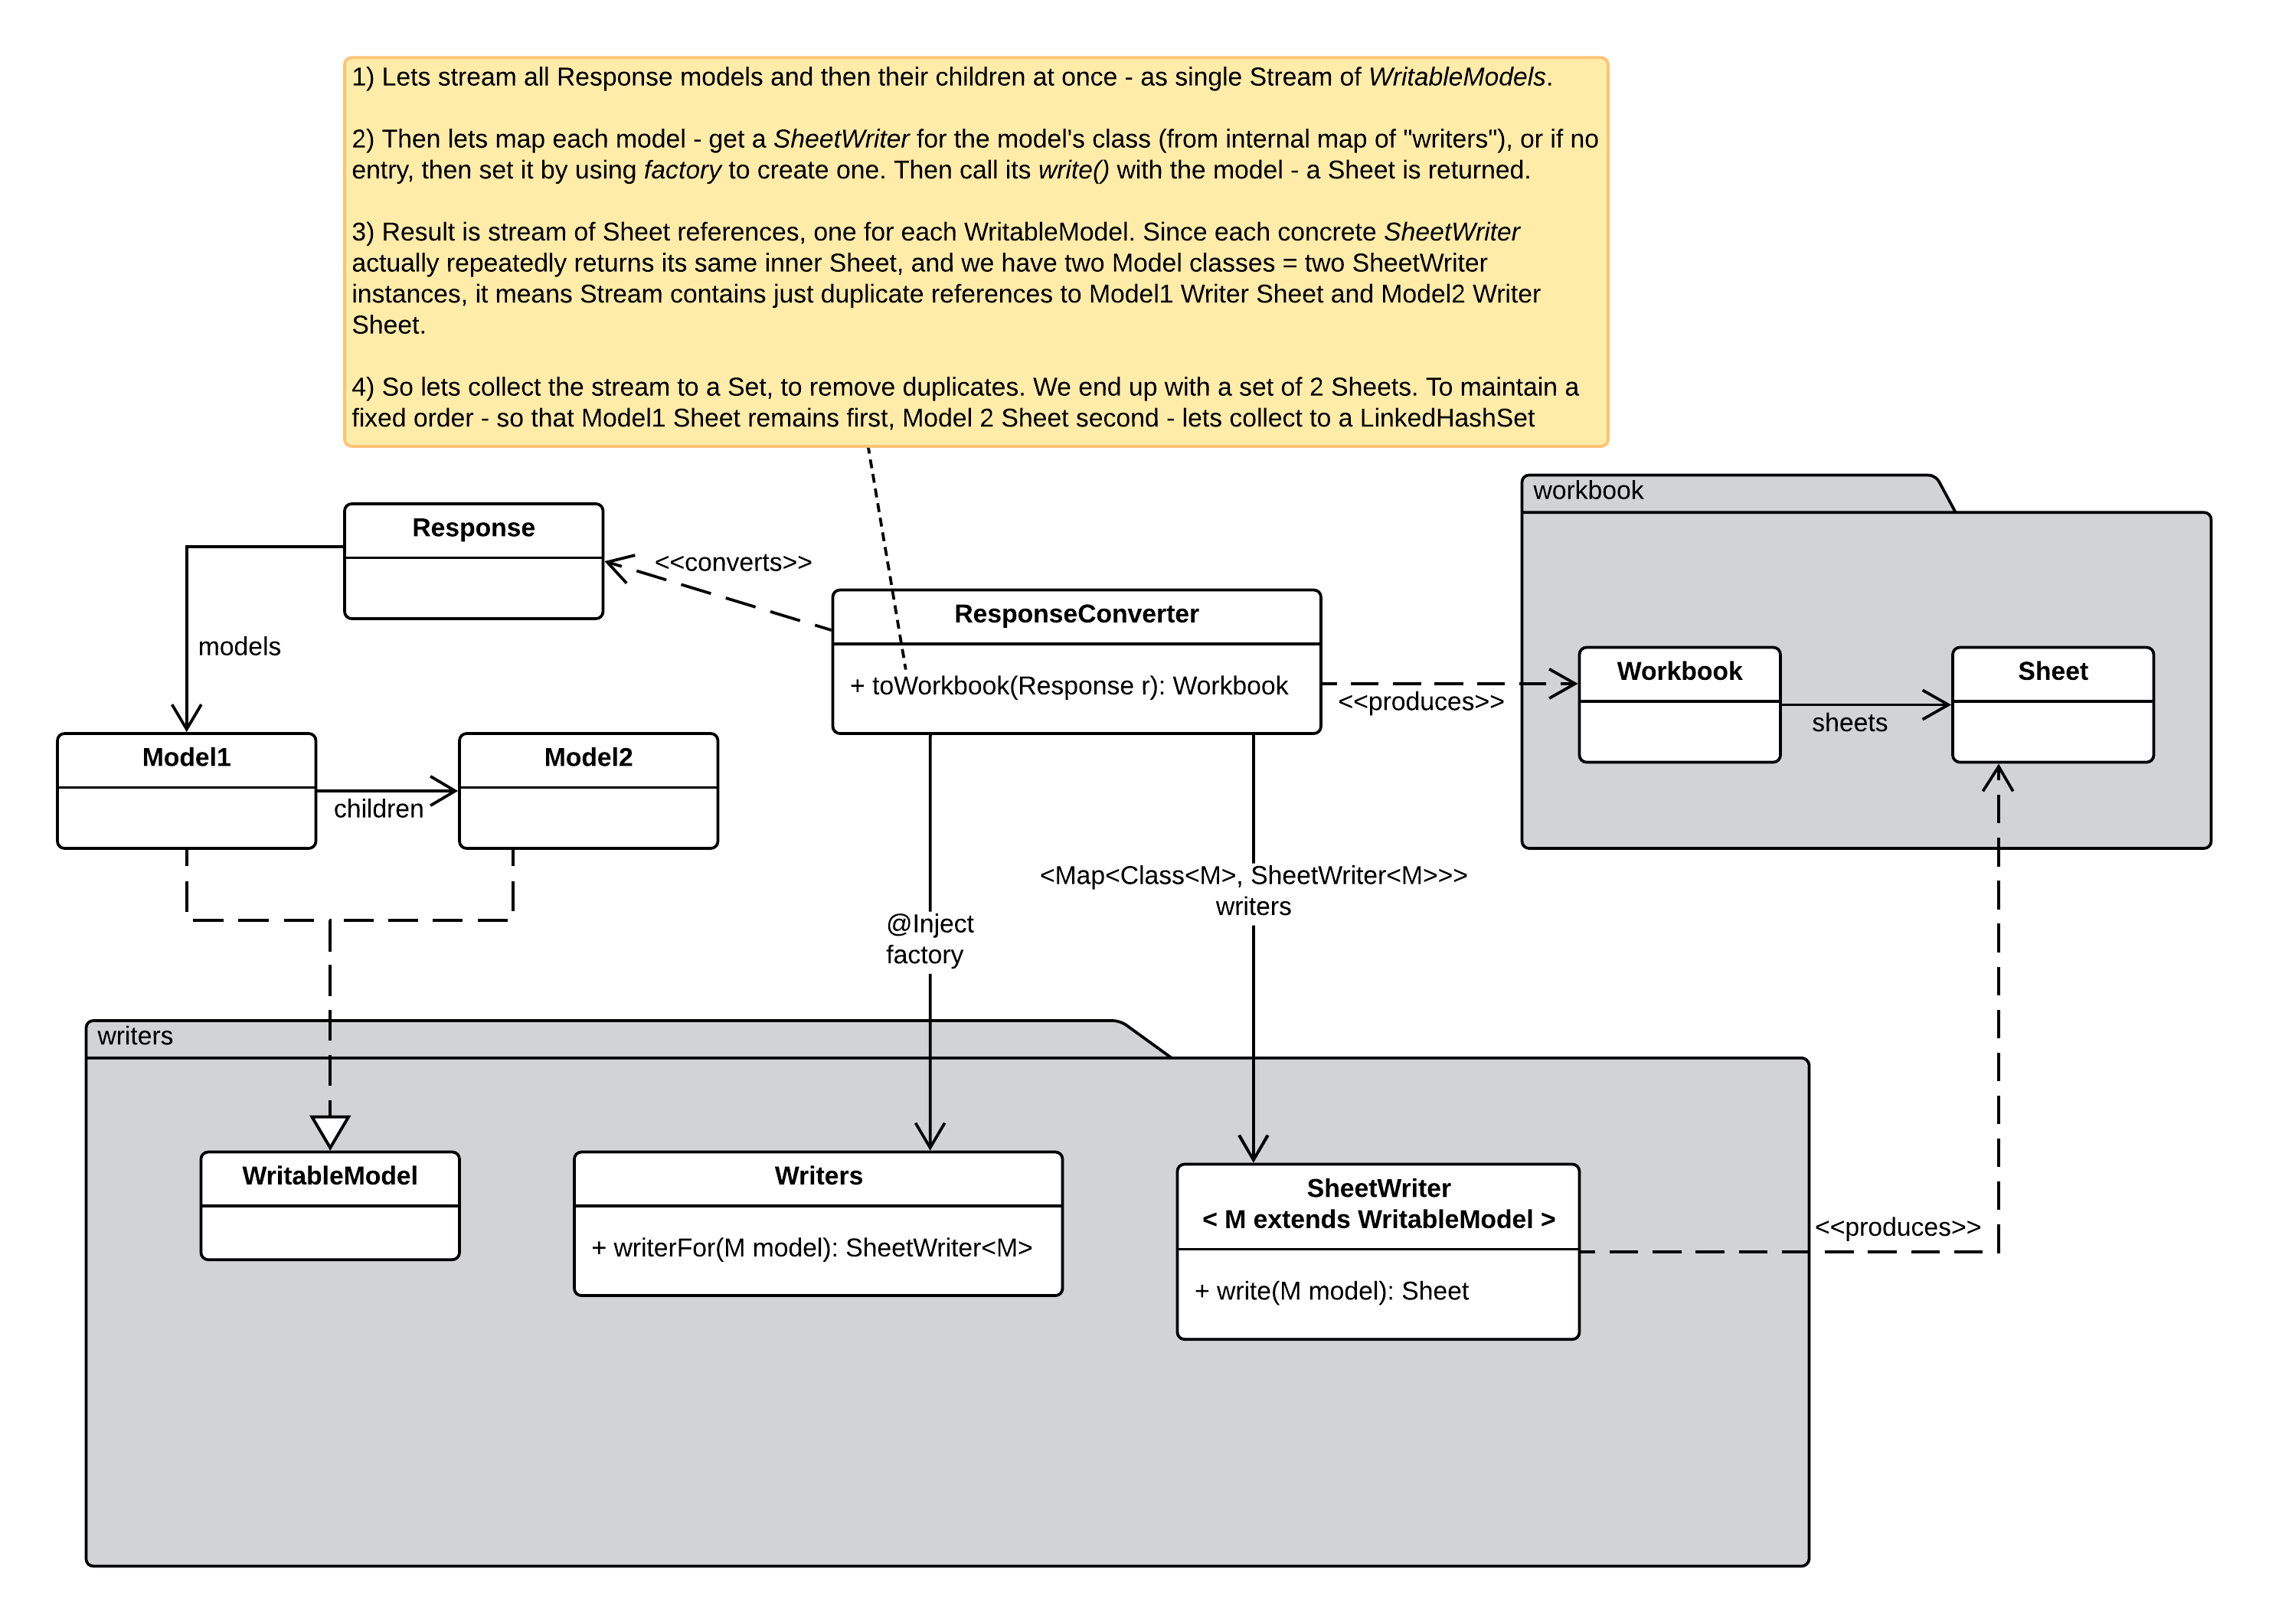 1) Lets stream all Response models and then their children at once - as single Stream of WritableModels.
2) Then lets map each model - get a SheetWriter for the model's class (from internal map of "writers"), or if no
entry, then set it by using factory to create one. Then call its write() with the model - a Sheet is returned.
3) Result is stream of Sheet references, one for each WritableModel. Since each concrete SheetWriter
actually repeatedly returns its same inner Sheet, and we have two Model classes = two SheetWriter
instances, it means Stream contains just duplicate references to Model1 Writer Sheet and Model2 Writer
Sheet.
4) So lets collect the stream to a Set, to remove duplicates. We end up with a set of 2 Sheets. To maintain a
fixed order - so that Model1 Sheet remains first, Model 2 Sheet second - lets collect to a LinkedHashSet
workbook
Response
<<converts>>
ResponseConverter
+ toWorkbook(Response r): Workbook
<<produces>>
Workbook
sheets
Sheet
models
Model1
children
Model2
<Map<Class<M>, SheetWriter<M>>>
writers
@Inject
factory
writers
WritableModel
Writers
+ writerFor(M model): SheetWriter<M>
SheetWriter
< M extends WritableModel >
+ write(M model): Sheet
<<produces>>